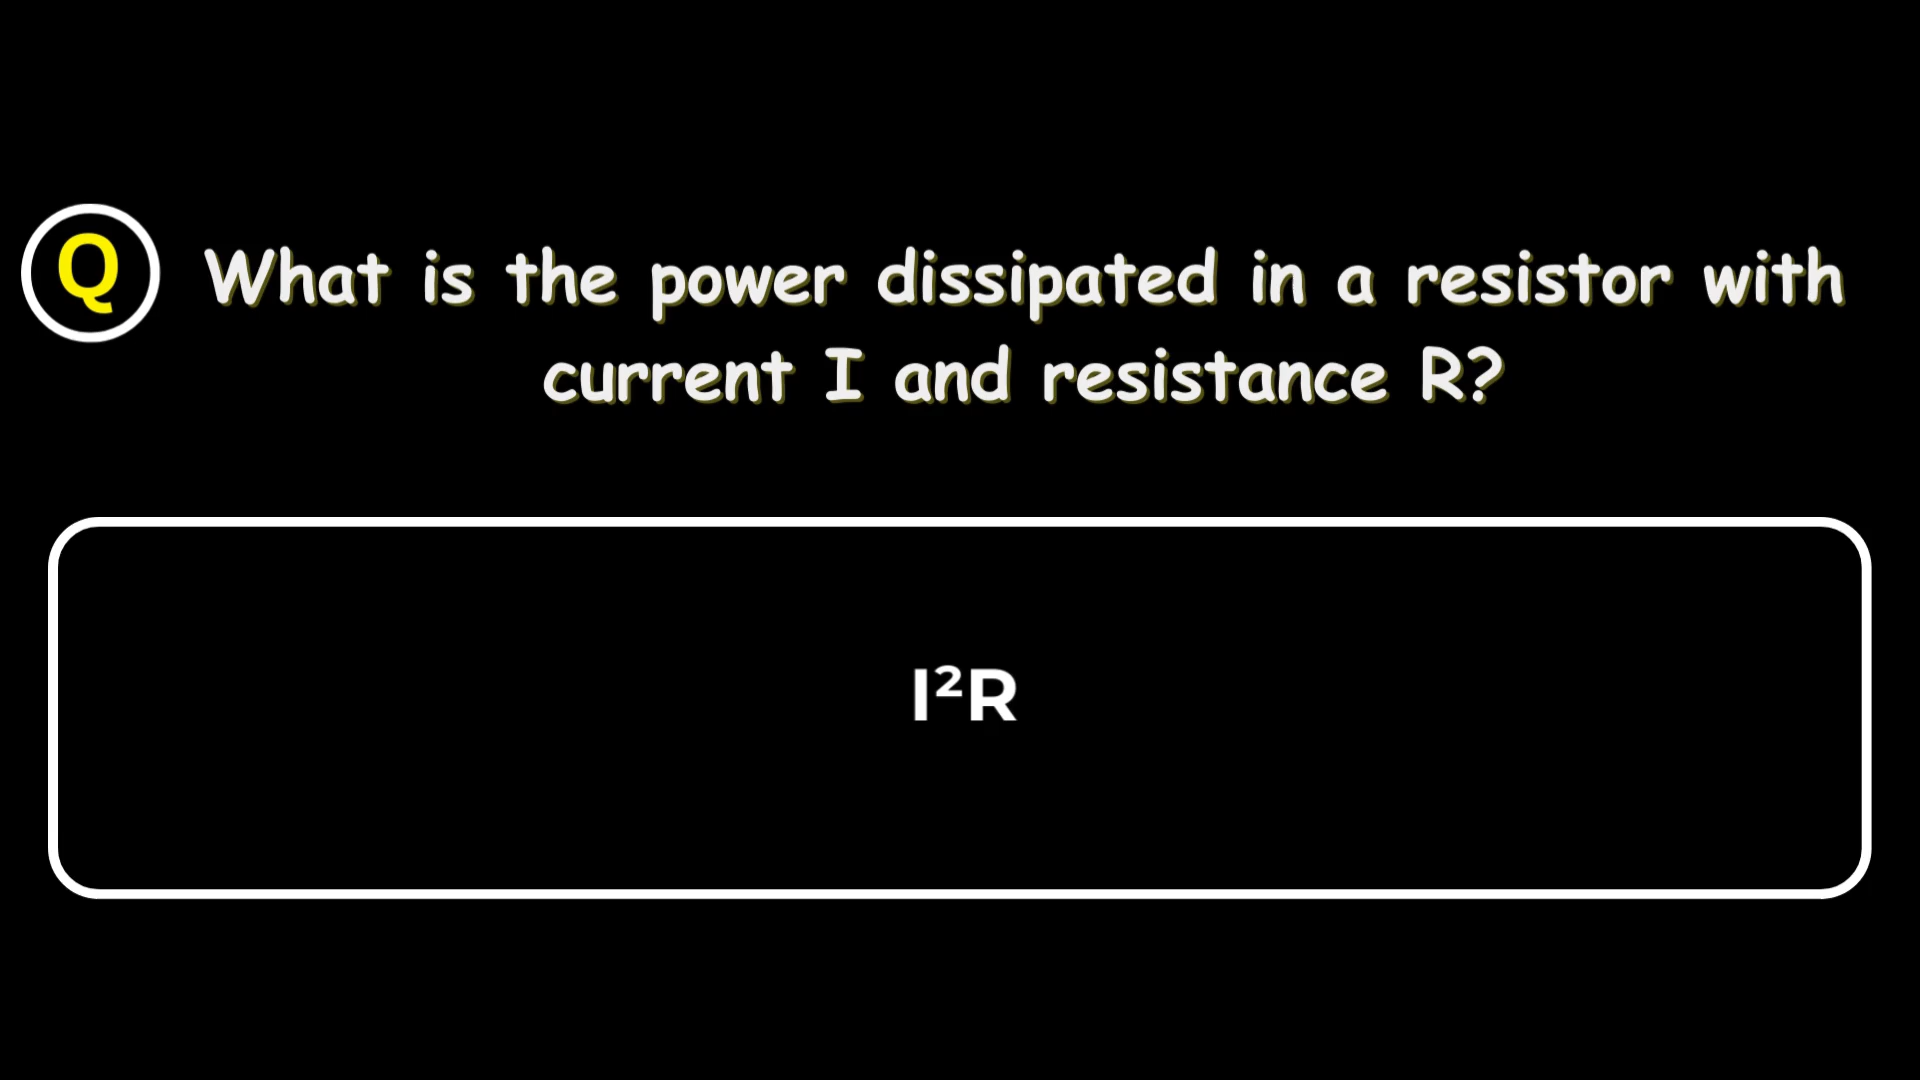 Q
What is the power dissipated in a resistor with
current I and resistance R?
I²R